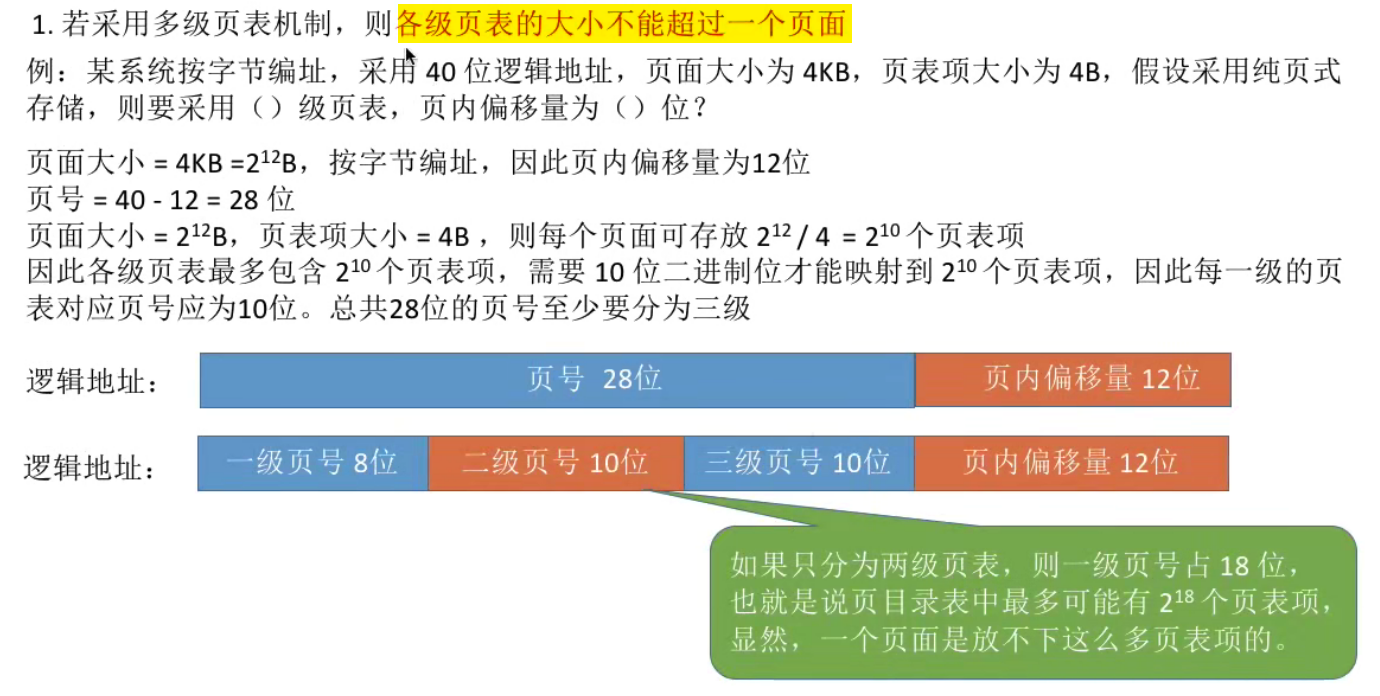 1. 若采用多级页表机制，则各级页表的大小不能超过一个页面
例：某系统按字节编址，采用 40 位逻辑地址，页面大小为 4KB，页表项大小为 4B，假设采用纯页式
存储，则要采用（）级页表，页内偏移量为（）位？
页面大小 = 4KB =2¹²B，按字节编址，因此页内偏移量为12位
页号 = 40 - 12 = 28 位
页面大小 = 2¹²B，页表项大小 = 4B ，则每个页面可存放 2¹² / 4 = 2¹⁰ 个页表项
因此各级页表最多包含 2¹⁰ 个页表项，需要 10 位二进制位才能映射到 2¹⁰ 个页表项，因此每一级的页
表对应页号应为10位。总共28位的页号至少要分为三级
逻辑地址： 页号 28位 页内偏移量 12位
逻辑地址： 一级页号 8位 二级页号 10位 三级页号 10位 页内偏移量 12位
如果只分为两级页表，则一级页号占 18 位，
也就是说页目录表中最多可能有 2¹⁸ 个页表项，
显然，一个页面是放不下这么多页表项的。